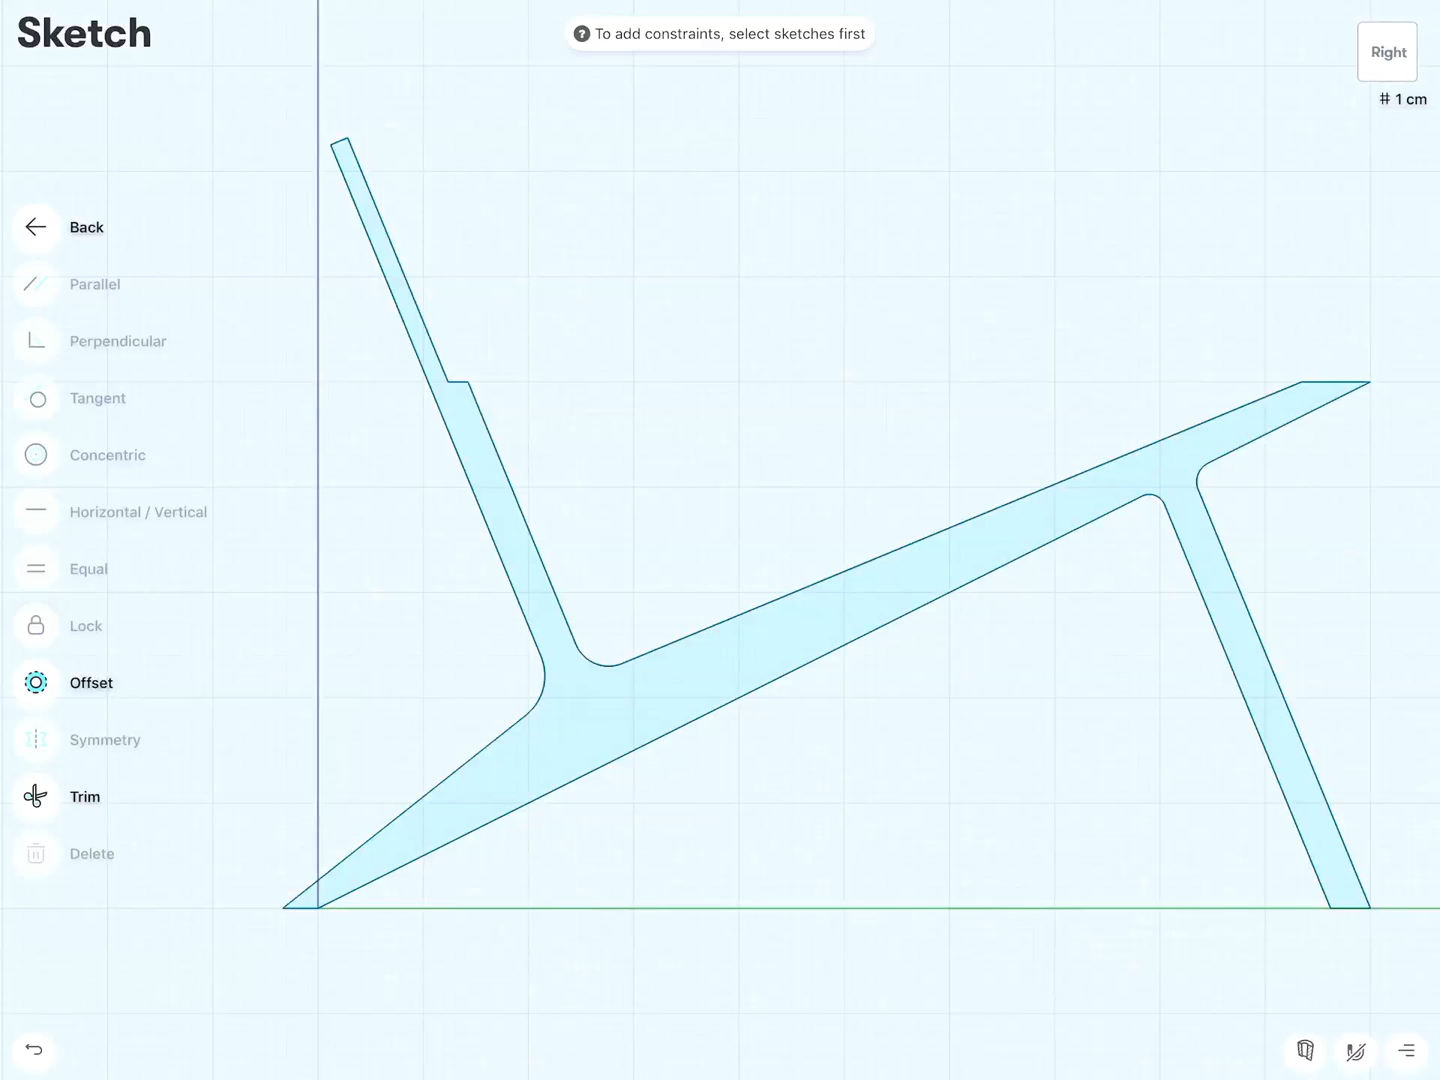 Sketch
? To add constraints, select sketches first
Right
# 1 cm
Back
Parallel
Perpendicular
Tangent
Concentric
Horizontal / Vertical
Equal
Lock
Offset
Symmetry
Trim
Delete